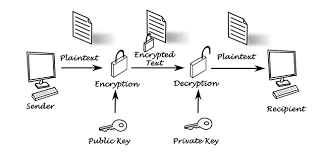 Plaintext
Encrypted
Text
Plaintext
Sender
Encryption
Decryption
Recipient
Public Key
Private Key